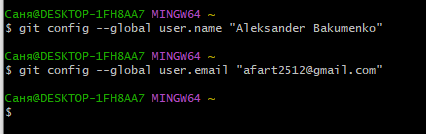 Саня@DESKTOP-1FH8AA7 MINGW64 ~
$ git config --global user.name "Aleksander Bakumenko"
Саня@DESKTOP-1FH8AA7 MINGW64 ~
$ git config --global user.email "afart2512@gmail.com"
Саня@DESKTOP-1FH8AA7 MINGW64 ~
$